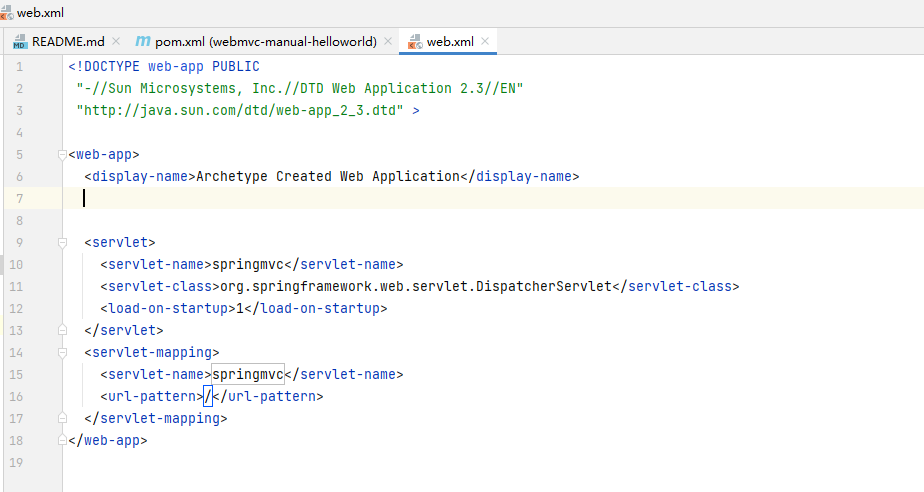 web.xml
README.md × pom.xml (webmvc-manual-helloworld) × web.xml ×
1 <!DOCTYPE web-app PUBLIC
2 "-//Sun Microsystems, Inc.//DTD Web Application 2.3//EN"
3 "http://java.sun.com/dtd/web-app_2_3.dtd" >
4
5 <web-app>
6 <display-name>Archetype Created Web Application</display-name>
7
8
9 <servlet>
10 <servlet-name>springmvc</servlet-name>
11 <servlet-class>org.springframework.web.servlet.DispatcherServlet</servlet-class>
12 <load-on-startup>1</load-on-startup>
13 </servlet>
14 <servlet-mapping>
15 <servlet-name>springmvc</servlet-name>
16 <url-pattern>/</url-pattern>
17 </servlet-mapping>
18 </web-app>
19